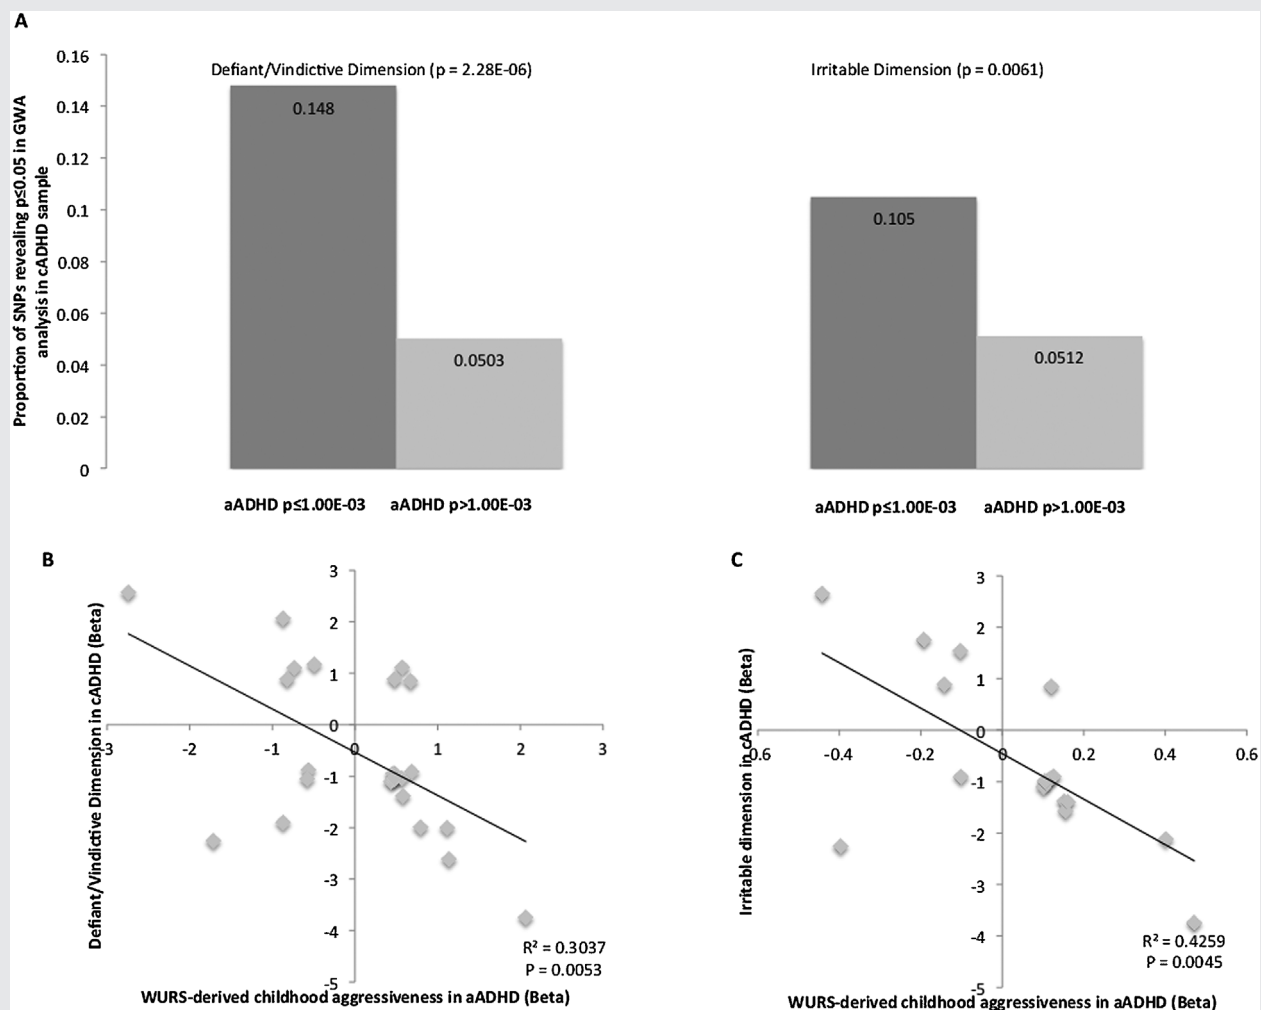 A
Proportion of SNPs revealing p≤0.05 in GWA
analysis in cADHD sample
0.16
0.14
0.12
0.1
0.08
0.06
0.04
0.02
0
Defiant/Vindictive Dimension (p = 2.28E-06)
0.148
0.0503
aADHD p≤1.00E-03
aADHD p>1.00E-03
Irritable Dimension (p = 0.0061)
0.105
0.0512
aADHD p≤1.00E-03
aADHD p>1.00E-03
B
Defiant/Vindictive Dimension in cADHD (Beta)
3
2
1
0
-1
-2
-3
-4
-5
-3
-2
-1
0
1
2
3
R² = 0.3037
P = 0.0053
WURS-derived childhood aggressiveness in aADHD (Beta)
C
Irritable dimension in cADHD (Beta)
3
2
1
0
-1
-2
-3
-4
-5
0.6
-0.4
-0.2
0
0.2
0.4
0.6
R² = 0.4259
P = 0.0045
WURS-derived childhood aggressiveness in aADHD (Beta)